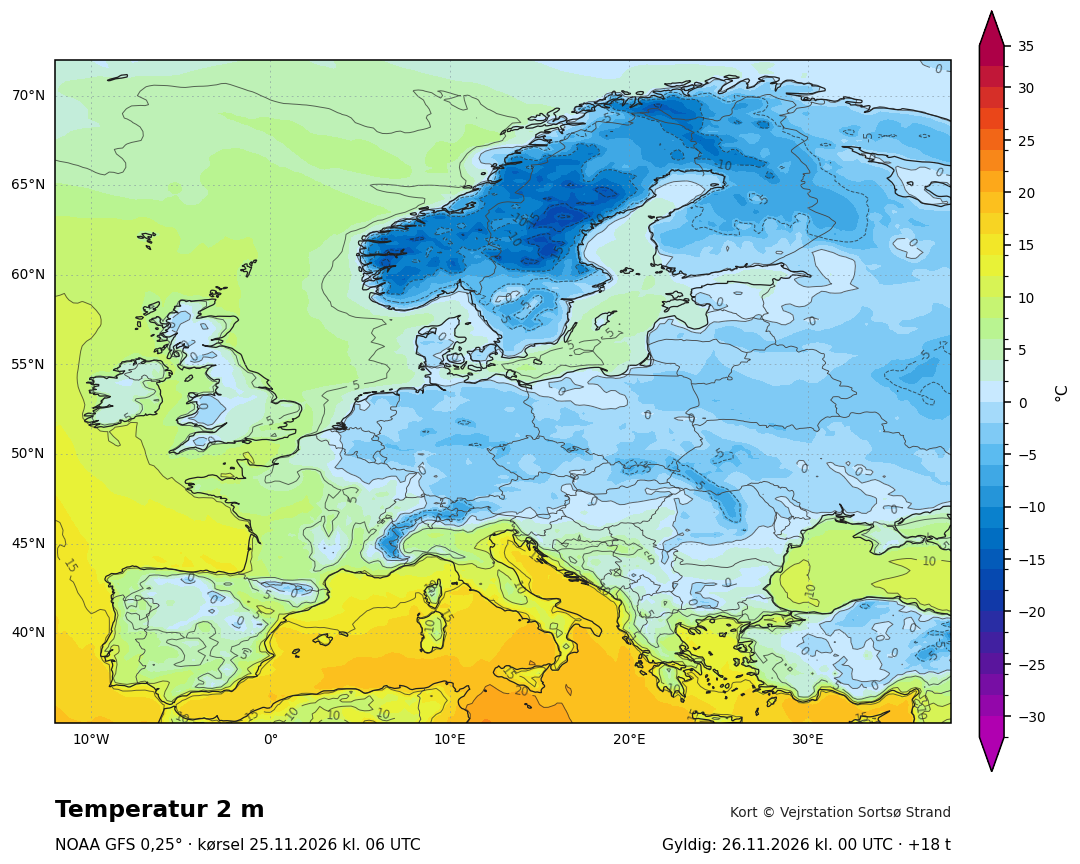 35
30
25
20
15
10
5
0
−5
−10
−15
−20
−25
−30
°C
70°N
65°N
60°N
55°N
50°N
45°N
40°N
10°W 0° 10°E 20°E 30°E
Temperatur 2 m
Kort © Vejrstation Sortsø Strand
NOAA GFS 0,25° · kørsel 25.11.2026 kl. 06 UTC
Gyldig: 26.11.2026 kl. 00 UTC · +18 t